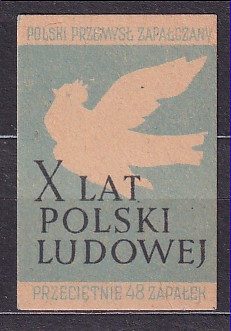 POLSKI PRZEMYSŁ ZAPAŁCZANY
X LAT
POLSKI
LUDOWEJ
PRZECIĘTNIE 48 ZAPAŁEK